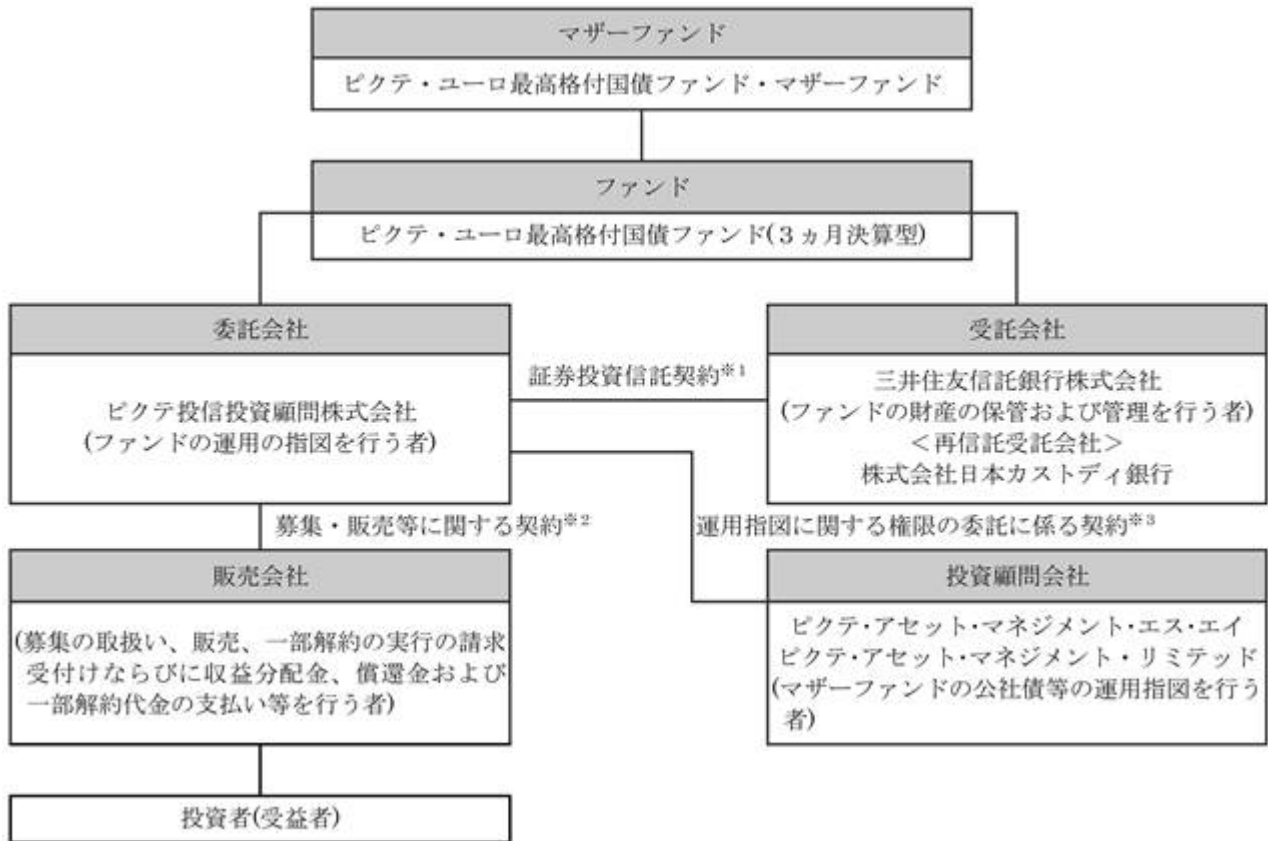 マザーファンド
ピクテ・ユーロ最高格付国債ファンド・マザーファンド
ファンド
ピクテ・ユーロ最高格付国債ファンド(３ヵ月決算型)
委託会社
ピクテ投信投資顧問株式会社
(ファンドの運用の指図を行う者)
証券投資信託契約※1
受託会社
三井住友信託銀行株式会社
(ファンドの財産の保管および管理を行う者)
＜再信託受託会社＞
株式会社日本カストディ銀行
募集・販売等に関する契約※2
運用指図に関する権限の委託に係る契約※3
販売会社
(募集の取扱い、販売、一部解約の実行の請求
受付けならびに収益分配金、償還金および
一部解約代金の支払い等を行う者)
投資顧問会社
ピクテ・アセット・マネジメント・エス・エイ
ピクテ・アセット・マネジメント・リミテッド
(マザーファンドの公社債等の運用指図を行う
者)
投資者(受益者)